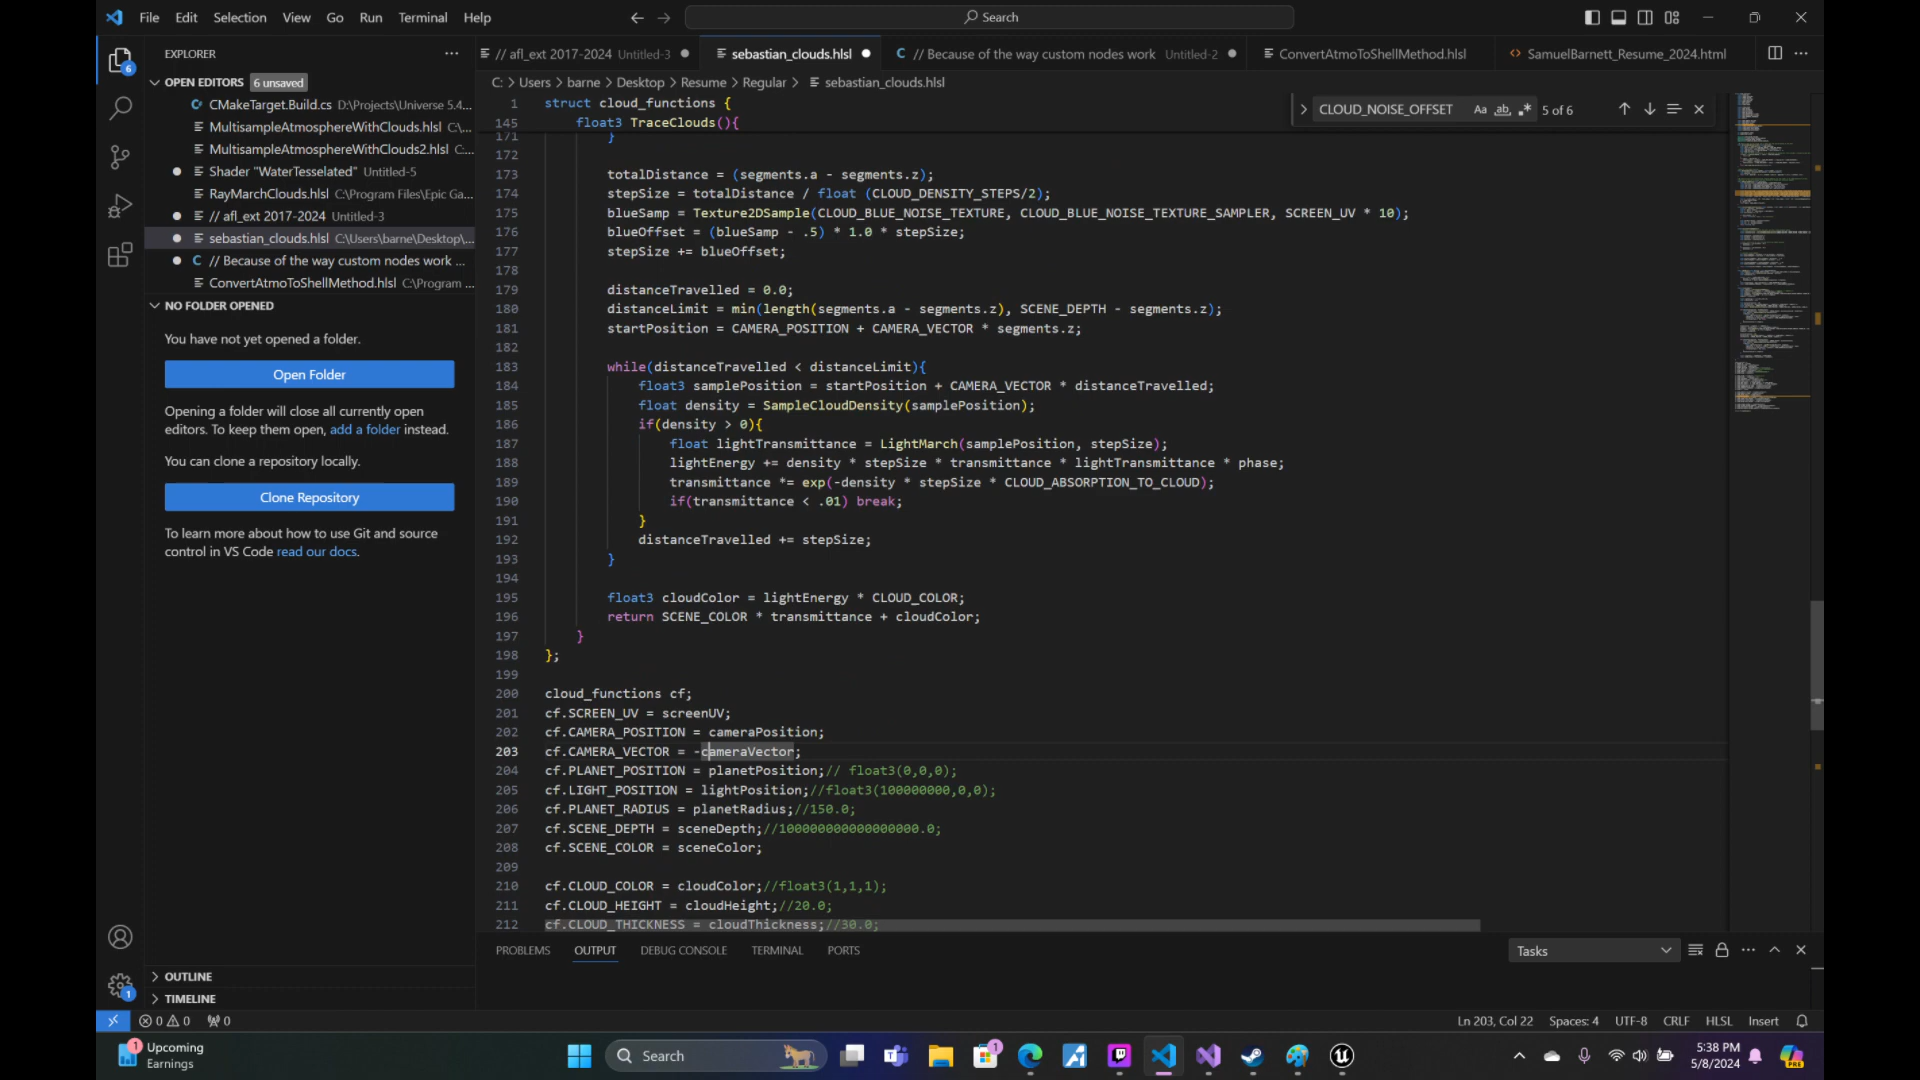 File Edit Selection View Go Run Terminal Help
Search
EXPLORER
OPEN EDITORS 6 unsaved
CMakeTarget.Build.cs D:\Projects\Universe 5.4...
MultisampleAtmosphereWithClouds.hlsl C:\...
MultisampleAtmosphereWithClouds2.hlsl C:...
Shader "WaterTesselated" Untitled-5
RayMarchClouds.hlsl C:\Program Files\Epic Ga...
// afl_ext 2017-2024 Untitled-3
sebastian_clouds.hlsl C:\Users\barne\Desktop\...
// Because of the way custom nodes work ...
ConvertAtmoToShellMethod.hlsl C:\Program ...
NO FOLDER OPENED
You have not yet opened a folder.
Open Folder
Opening a folder will close all currently open
editors. To keep them open, add a folder instead.
You can clone a repository locally.
Clone Repository
To learn more about how to use Git and source
control in VS Code read our docs.
OUTLINE
TIMELINE
// afl_ext 2017-2024 Untitled-3
sebastian_clouds.hlsl
// Because of the way custom nodes work Untitled-2
ConvertAtmoToShellMethod.hlsl
SamuelBarnett_Resume_2024.html
C: > Users > barne > Desktop > Resume > Regular > sebastian_clouds.hlsl
CLOUD_NOISE_OFFSET Aa ab 5 of 6
1 struct cloud_functions {
145 float3 TraceClouds(){
171 }
172
173 totalDistance = (segments.a - segments.z);
174 stepSize = totalDistance / float (CLOUD_DENSITY_STEPS/2);
175 blueSamp = Texture2DSample(CLOUD_BLUE_NOISE_TEXTURE, CLOUD_BLUE_NOISE_TEXTURE_SAMPLER, SCREEN_UV * 10);
176 blueOffset = (blueSamp - .5) * 1.0 * stepSize;
177 stepSize += blueOffset;
178
179 distanceTravelled = 0.0;
180 distanceLimit = min(length(segments.a - segments.z), SCENE_DEPTH - segments.z);
181 startPosition = CAMERA_POSITION + CAMERA_VECTOR * segments.z;
182
183 while(distanceTravelled < distanceLimit){
184 float3 samplePosition = startPosition + CAMERA_VECTOR * distanceTravelled;
185 float density = SampleCloudDensity(samplePosition);
186 if(density > 0){
187 float lightTransmittance = LightMarch(samplePosition, stepSize);
188 lightEnergy += density * stepSize * transmittance * lightTransmittance * phase;
189 transmittance *= exp(-density * stepSize * CLOUD_ABSORPTION_TO_CLOUD);
190 if(transmittance < .01) break;
191 }
192 distanceTravelled += stepSize;
193 }
194
195 float3 cloudColor = lightEnergy * CLOUD_COLOR;
196 return SCENE_COLOR * transmittance + cloudColor;
197 }
198 };
199
200 cloud_functions cf;
201 cf.SCREEN_UV = screenUV;
202 cf.CAMERA_POSITION = cameraPosition;
203 cf.CAMERA_VECTOR = -cameraVector;
204 cf.PLANET_POSITION = planetPosition;// float3(0,0,0);
205 cf.LIGHT_POSITION = lightPosition;//float3(100000000,0,0);
206 cf.PLANET_RADIUS = planetRadius;//150.0;
207 cf.SCENE_DEPTH = sceneDepth;//100000000000000000.0;
208 cf.SCENE_COLOR = sceneColor;
209
210 cf.CLOUD_COLOR = cloudColor;//float3(1,1,1);
211 cf.CLOUD_HEIGHT = cloudHeight;//20.0;
212 cf.CLOUD_THICKNESS = cloudThickness;//30.0;
PROBLEMS OUTPUT DEBUG CONSOLE TERMINAL PORTS
Tasks
0 0 0
Ln 203, Col 22 Spaces: 4 UTF-8 CRLF HLSL Insert
Upcoming
Earnings
Search
5:38 PM
5/8/2024